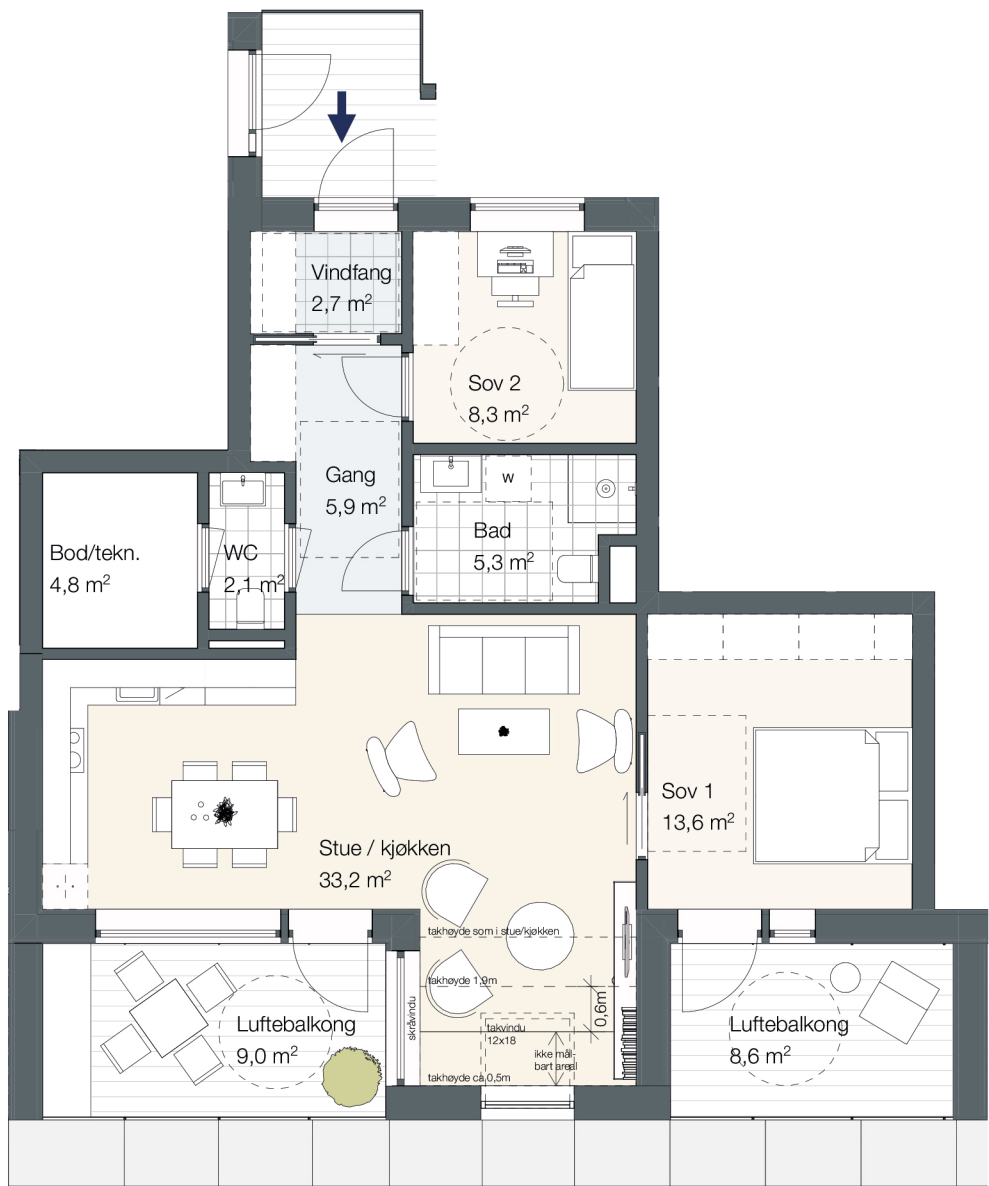 Vindfang
2,7 m²
Sov 2
8,3 m²
Gang
5,9 m²
W
Bad
5,3 m²
Bod/tekn.
4,8 m²
WC
2,1 m²
Sov 1
13,6 m²
Stue / kjøkken
33,2 m²
takhøyde som i stue/kjøkken
takhøyde 1,9m
0,6m
skråvindu
takvindu
12x18
ikke mål-
bart areal
takhøyde ca 0,5m
Luftebalkong
9,0 m²
Luftebalkong
8,6 m²